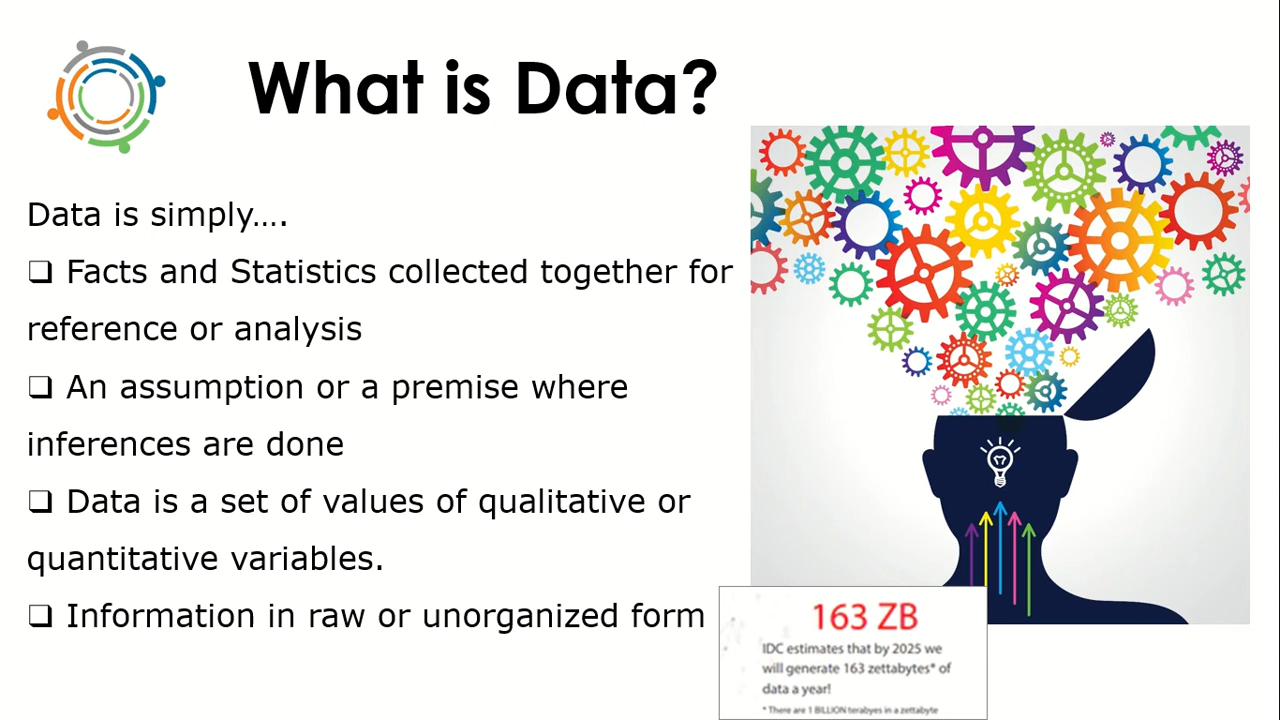 What is Data?
Data is simply….
❑ Facts and Statistics collected together for
reference or analysis
❑ An assumption or a premise where
inferences are done
❑ Data is a set of values of qualitative or
quantitative variables.
❑ Information in raw or unorganized form
163 ZB
IDC estimates that by 2025 we
will generate 163 zettabytes* of
data a year!
* There are 1 BILLION terabyes in a zettabyte